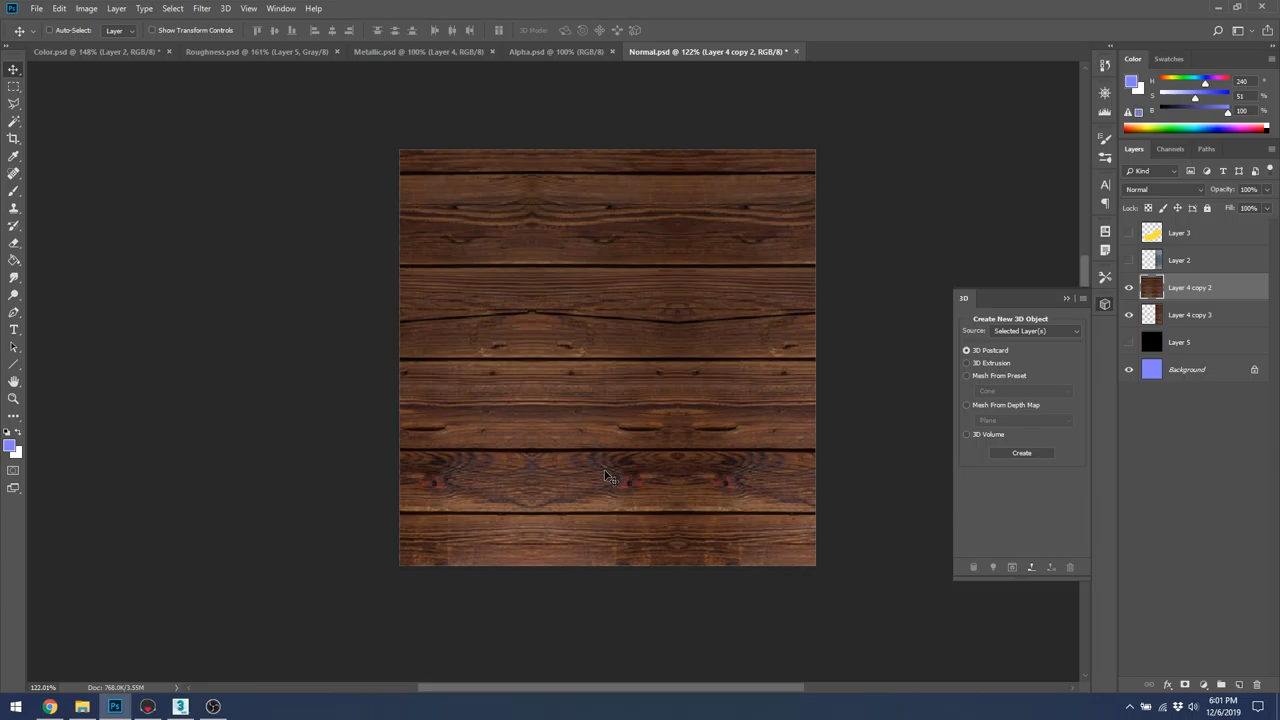 Ps File Edit Image Layer Type Select Filter 3D View Window Help
Auto-Select: Layer Show Transform Controls 3D Mode:
Color.psd @ 148% (Layer 2, RGB/8) * × Roughness.psd @ 161% (Layer 5, Gray/8) × Metallic.psd @ 100% (Layer 4, RGB/8) × Alpha.psd @ 100% (RGB/8) × Normal.psd @ 122% (Layer 4 copy 2, RGB/8) * ×
Color Swatches
H 240 °
S 51 %
B 100 %
Layers Channels Paths
Kind
Normal Opacity: 100%
Lock: Fill: 100%
Layer 3
Layer 2
Layer 4 copy 2
Layer 4 copy 3
Layer 5
Background
3D
Create New 3D Object
Source: Selected Layer(s)
3D Postcard
3D Extrusion
Mesh From Preset
Cone
Mesh From Depth Map
Plane
3D Volume
Create
122.01% Doc: 768.0K/3.55M
Ps 3
6:01 PM
12/6/2019